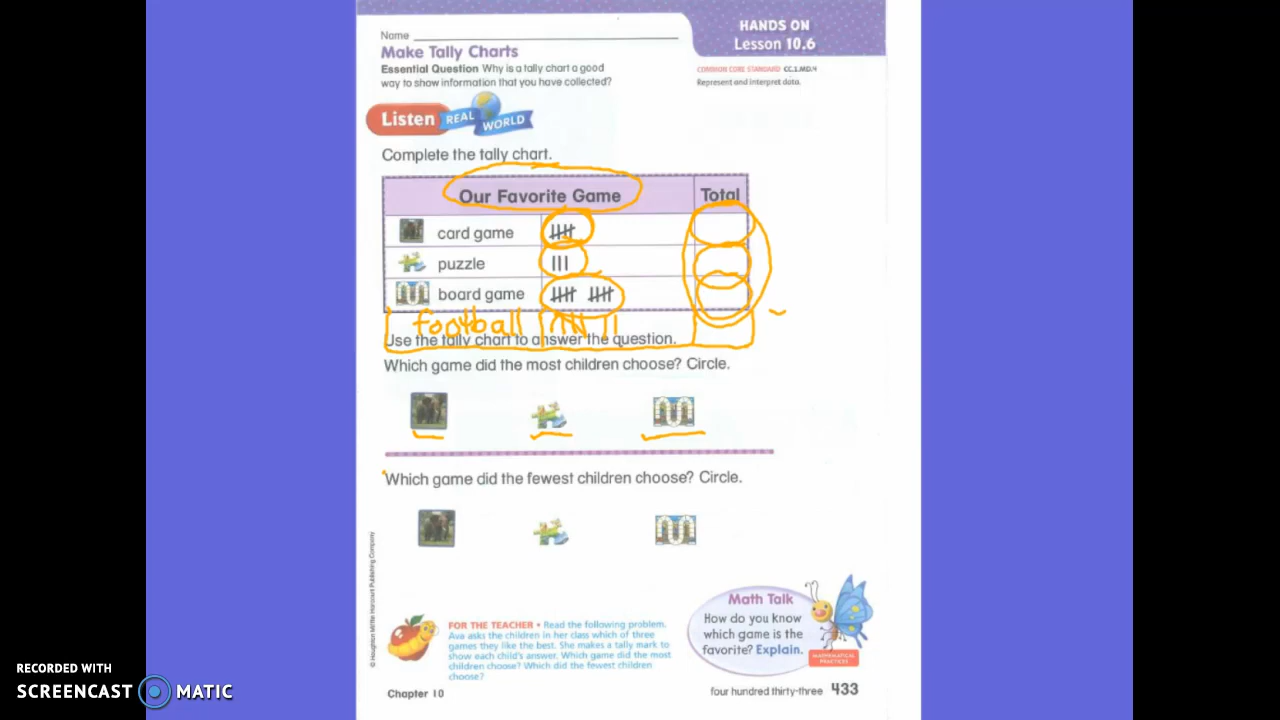 HANDS ON
Lesson 10.6
Name
Make Tally Charts
Essential Question Why is a tally chart a good
way to show information that you have collected?
COMMON CORE STANDARD CC.1.MD.4
Represent and interpret data.
Listen REAL WORLD
Complete the tally chart.
Our Favorite Game Total
card game
puzzle
board game
football
Use the tally chart to answer the question.
Which game did the most children choose? Circle.
Which game did the fewest children choose? Circle.
© Houghton Mifflin Harcourt Publishing Company
FOR THE TEACHER • Read the following problem.
Ava asks the children in her class which of three
games they like the best. She makes a tally mark to
show each child's answer. Which game did the most
children choose? Which did the fewest children
choose?
Math Talk
How do you know
which game is the
favorite? Explain.
MATHEMATICAL
PRACTICES
Chapter 10
four hundred thirty-three 433
RECORDED WITH
SCREENCAST MATIC